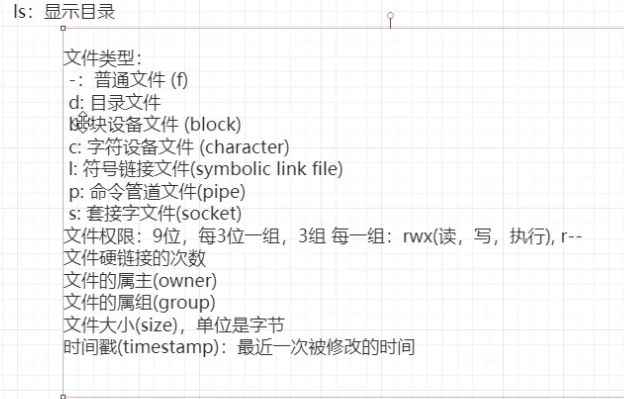 ls：显示目录
文件类型：
-：普通文件 (f)
d: 目录文件
b: 块设备文件 (block)
c: 字符设备文件 (character)
l: 符号链接文件(symbolic link file)
p: 命令管道文件(pipe)
s: 套接字文件(socket)
文件权限：9位，每3位一组，3组 每一组：rwx(读，写，执行), r--
文件硬链接的次数
文件的属主(owner)
文件的属组(group)
文件大小(size)，单位是字节
时间戳(timestamp)：最近一次被修改的时间